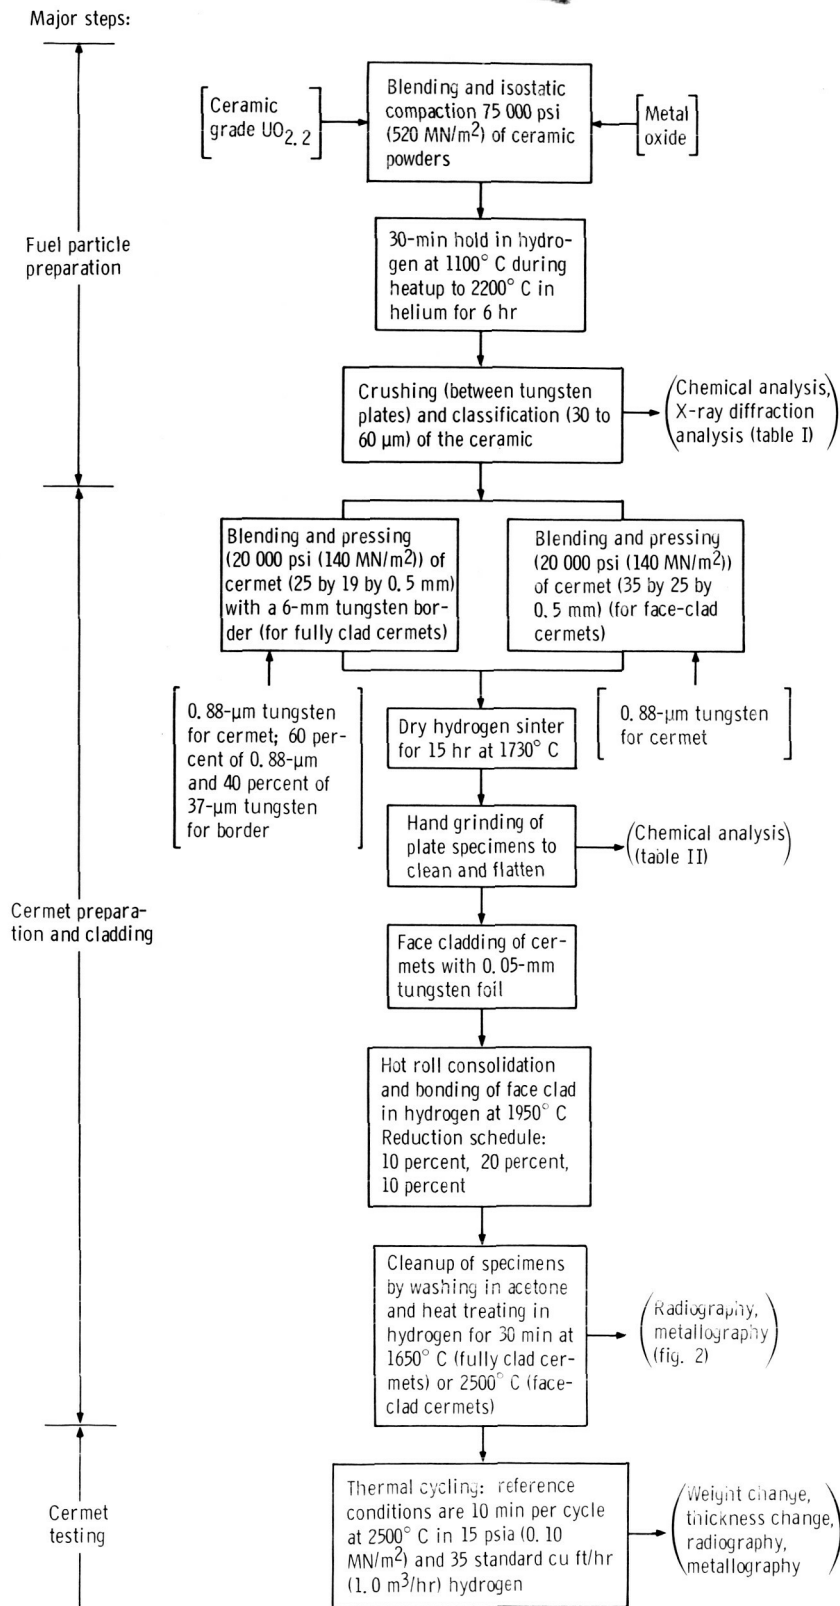 Major steps:
Fuel particle
preparation
[Ceramic
grade UO2.2]
Blending and isostatic
compaction 75 000 psi
(520 MN/m²) of ceramic
powders
[Metal
oxide]
30-min hold in hydro-
gen at 1100° C during
heatup to 2200° C in
helium for 6 hr
Crushing (between tungsten
plates) and classification (30 to
60 μm) of the ceramic
(Chemical analysis,
X-ray diffraction
analysis (table I))
Cermet prepara-
tion and cladding
Blending and pressing
(20 000 psi (140 MN/m²)) of
cermet (25 by 19 by 0.5 mm)
with a 6-mm tungsten bor-
der (for fully clad cermets)
Blending and pressing
(20 000 psi (140 MN/m²))
of cermet (35 by 25 by
0.5 mm) (for face-clad
cermets)
[0.88-μm tungsten
for cermet; 60 per-
cent of 0.88-μm
and 40 percent of
37-μm tungsten
for border]
Dry hydrogen sinter
for 15 hr at 1730° C
[0.88-μm tungsten
for cermet]
Hand grinding of
plate specimens to
clean and flatten
(Chemical analysis
(table II))
Face cladding of cer-
mets with 0.05-mm
tungsten foil
Hot roll consolidation
and bonding of face clad
in hydrogen at 1950° C
Reduction schedule:
10 percent, 20 percent,
10 percent
Cleanup of specimens
by washing in acetone
and heat treating in
hydrogen for 30 min at
1650° C (fully clad cer-
mets) or 2500° C (face-
clad cermets)
(Radiography,
metallography
(fig. 2))
Cermet
testing
Thermal cycling: reference
conditions are 10 min per cycle
at 2500° C in 15 psia (0.10
MN/m²) and 35 standard cu ft/hr
(1.0 m³/hr) hydrogen
(Weight change,
thickness change,
radiography,
metallography)